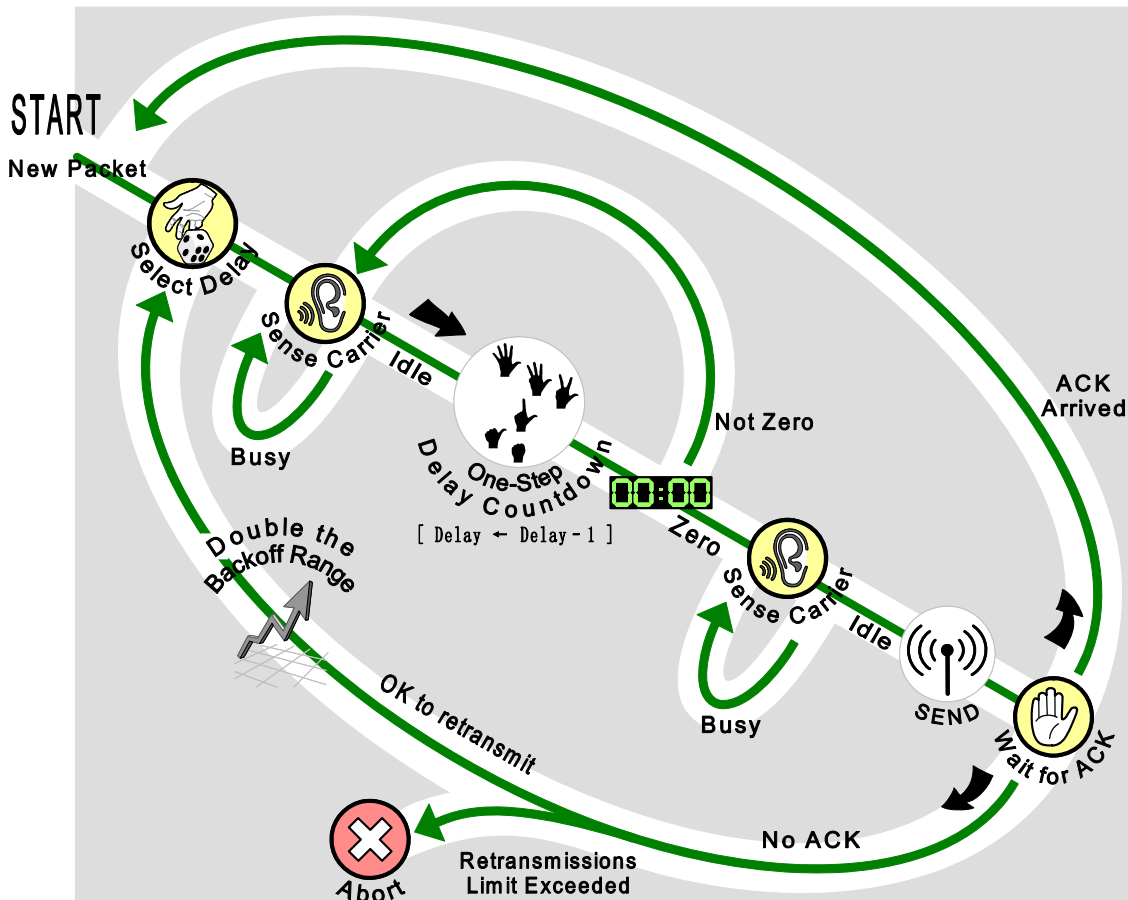 START
New Packet
Select Delay
Sense Carrier
Idle
Busy
One-Step
Delay Countdown
[ Delay ← Delay - 1 ]
Not Zero
00:00
Zero
Sense Carrier
Idle
Busy
SEND
Wait for ACK
ACK
Arrived
No ACK
OK to retransmit
Double the
Backoff Range
Retransmissions
Limit Exceeded
Abort